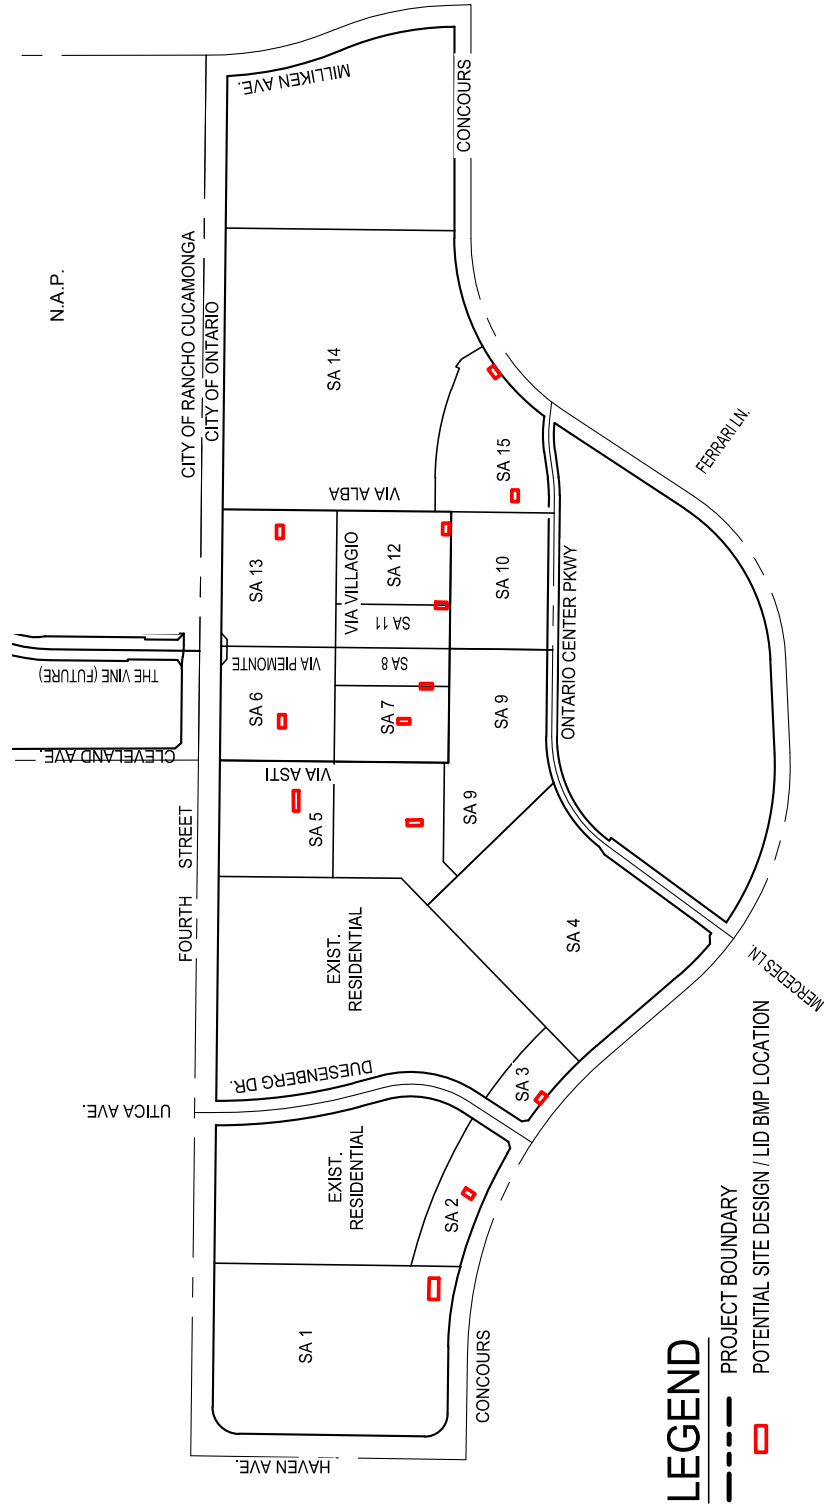 N.A.P.
CITY OF RANCHO CUCAMONGA
CITY OF ONTARIO
MILLIKEN AVE.
CONCOURS
SA 14
VIA ALBA
SA 15
FERRARI LN.
SA 13
VIA VILLAGIO
SA 12
SA 10
SA 11
VIA PIEMONTE
SA 8
THE VINE (FUTURE)
SA 6
SA 7
SA 9
ONTARIO CENTER PKWY
CLEVELAND AVE.
VIA ASTI
SA 5
SA 9
FOURTH STREET
EXIST.
RESIDENTIAL
SA 4
MERCEDES LN.
UTICA AVE.
DUESENBERG DR.
SA 3
EXIST.
RESIDENTIAL
SA 2
SA 1
CONCOURS
HAVEN AVE.
LEGEND
PROJECT BOUNDARY
POTENTIAL SITE DESIGN / LID BMP LOCATION